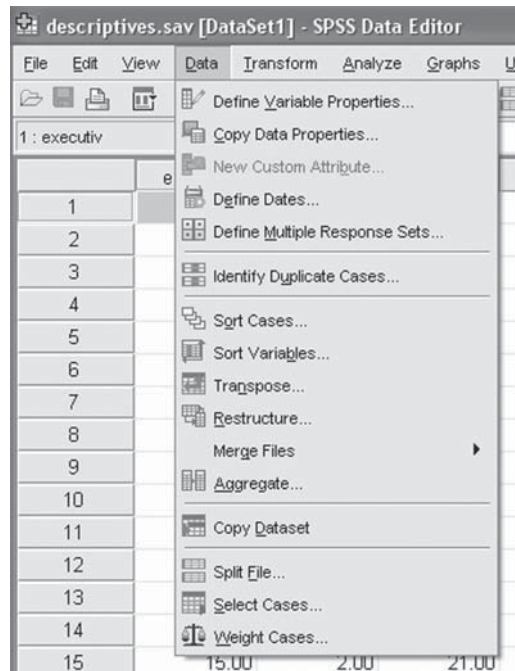 descriptives.sav [DataSet1] - SPSS Data Editor
File Edit View Data Transform Analyze Graphs U
1 : executiv
e
Define Variable Properties...
Copy Data Properties...
New Custom Attribute...
Define Dates...
Define Multiple Response Sets...
Identify Duplicate Cases...
Sort Cases...
Sort Variables...
Transpose...
Restructure...
Merge Files
Aggregate...
Copy Dataset
Split File...
Select Cases...
Weight Cases...
1
2
3
4
5
6
7
8
9
10
11
12
13
14
15 15.00 2.00 21.00